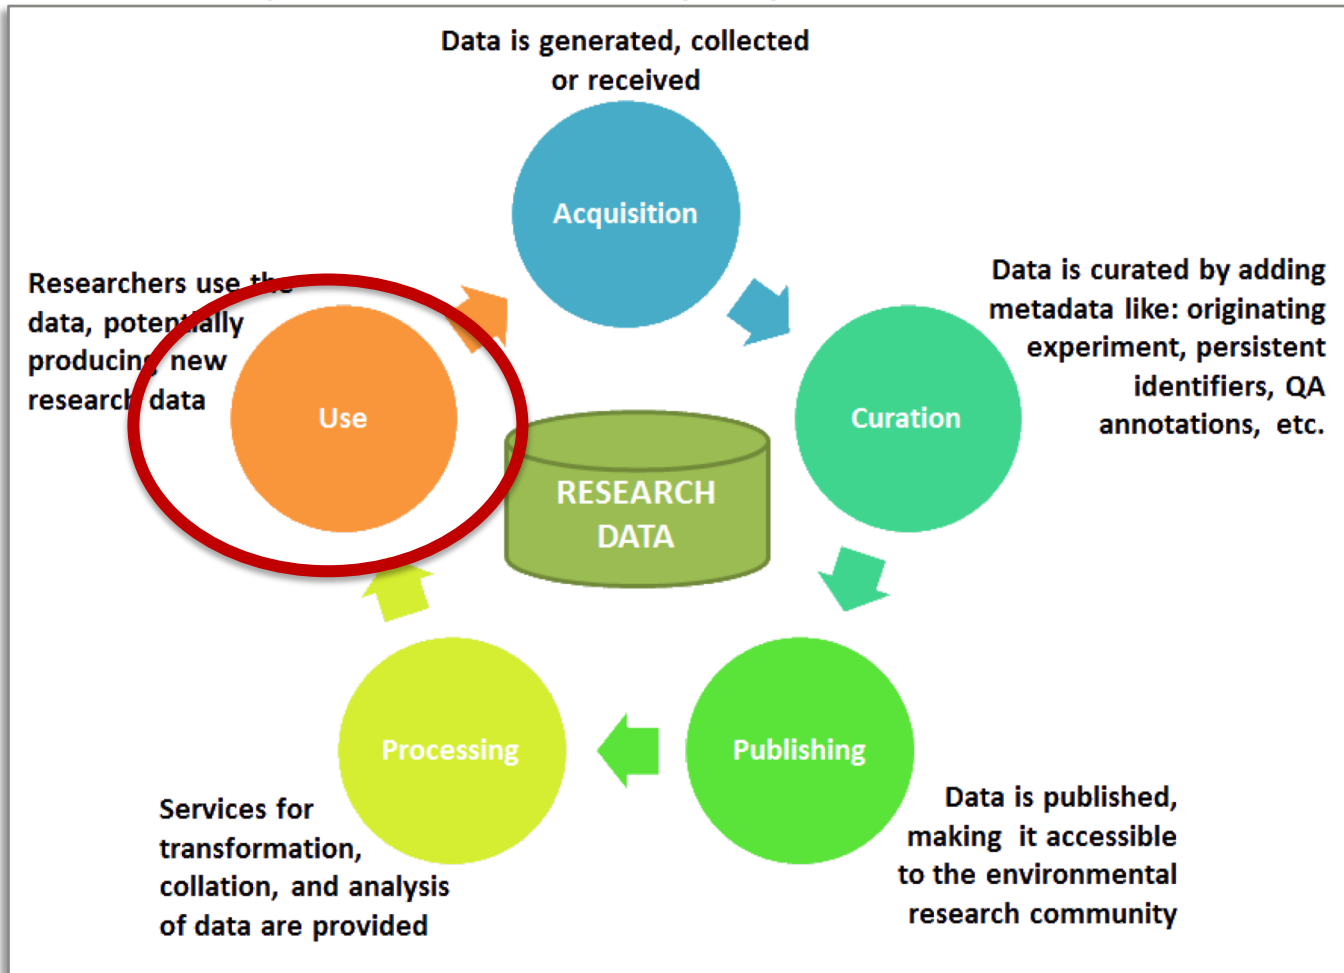 Data is generated, collected
or received
Acquisition
Data is curated by adding
metadata like: originating
experiment, persistent
identifiers, QA
annotations, etc.
Curation
Data is published,
making it accessible
to the environmental
research community
Publishing
Processing
Services for
transformation,
collation, and analysis
of data are provided
Researchers use the
data, potentially
producing new
research data
Use
RESEARCH
DATA